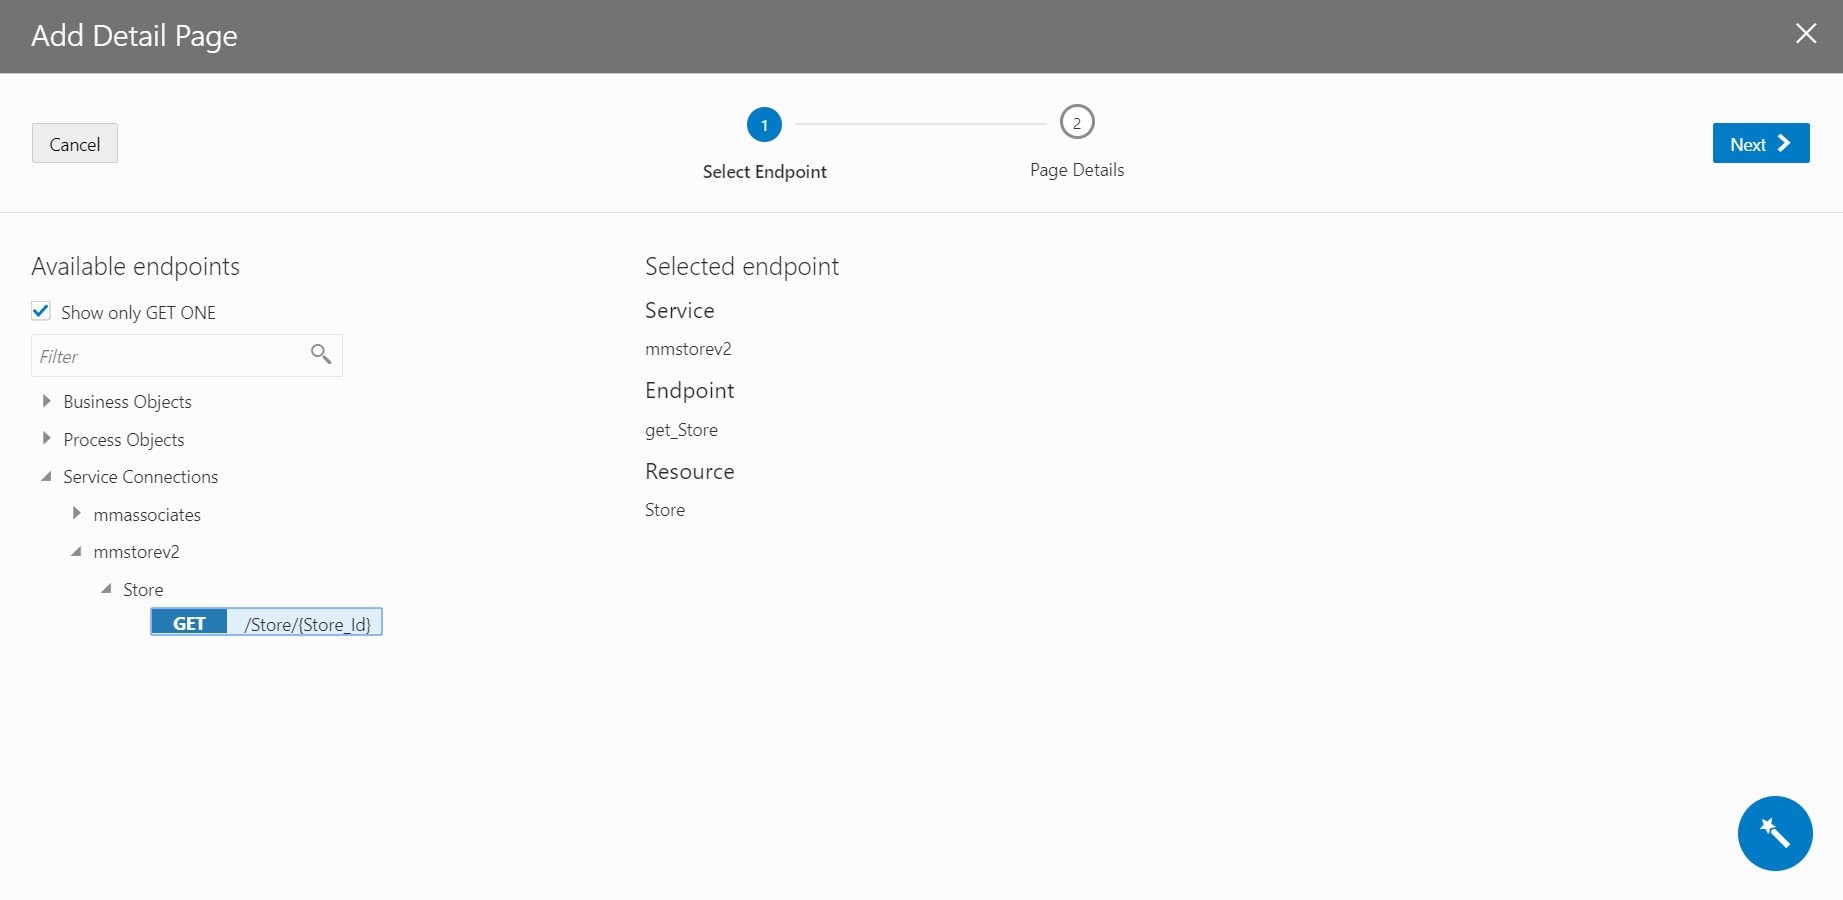 Add Detail Page
Cancel
1
Select Endpoint
2
Page Details
Next
Available endpoints
Show only GET ONE
Filter
Business Objects
Process Objects
Service Connections
mmassociates
mmstorev2
Store
GET /Store/{Store_Id}
Selected endpoint
Service
mmstorev2
Endpoint
get_Store
Resource
Store